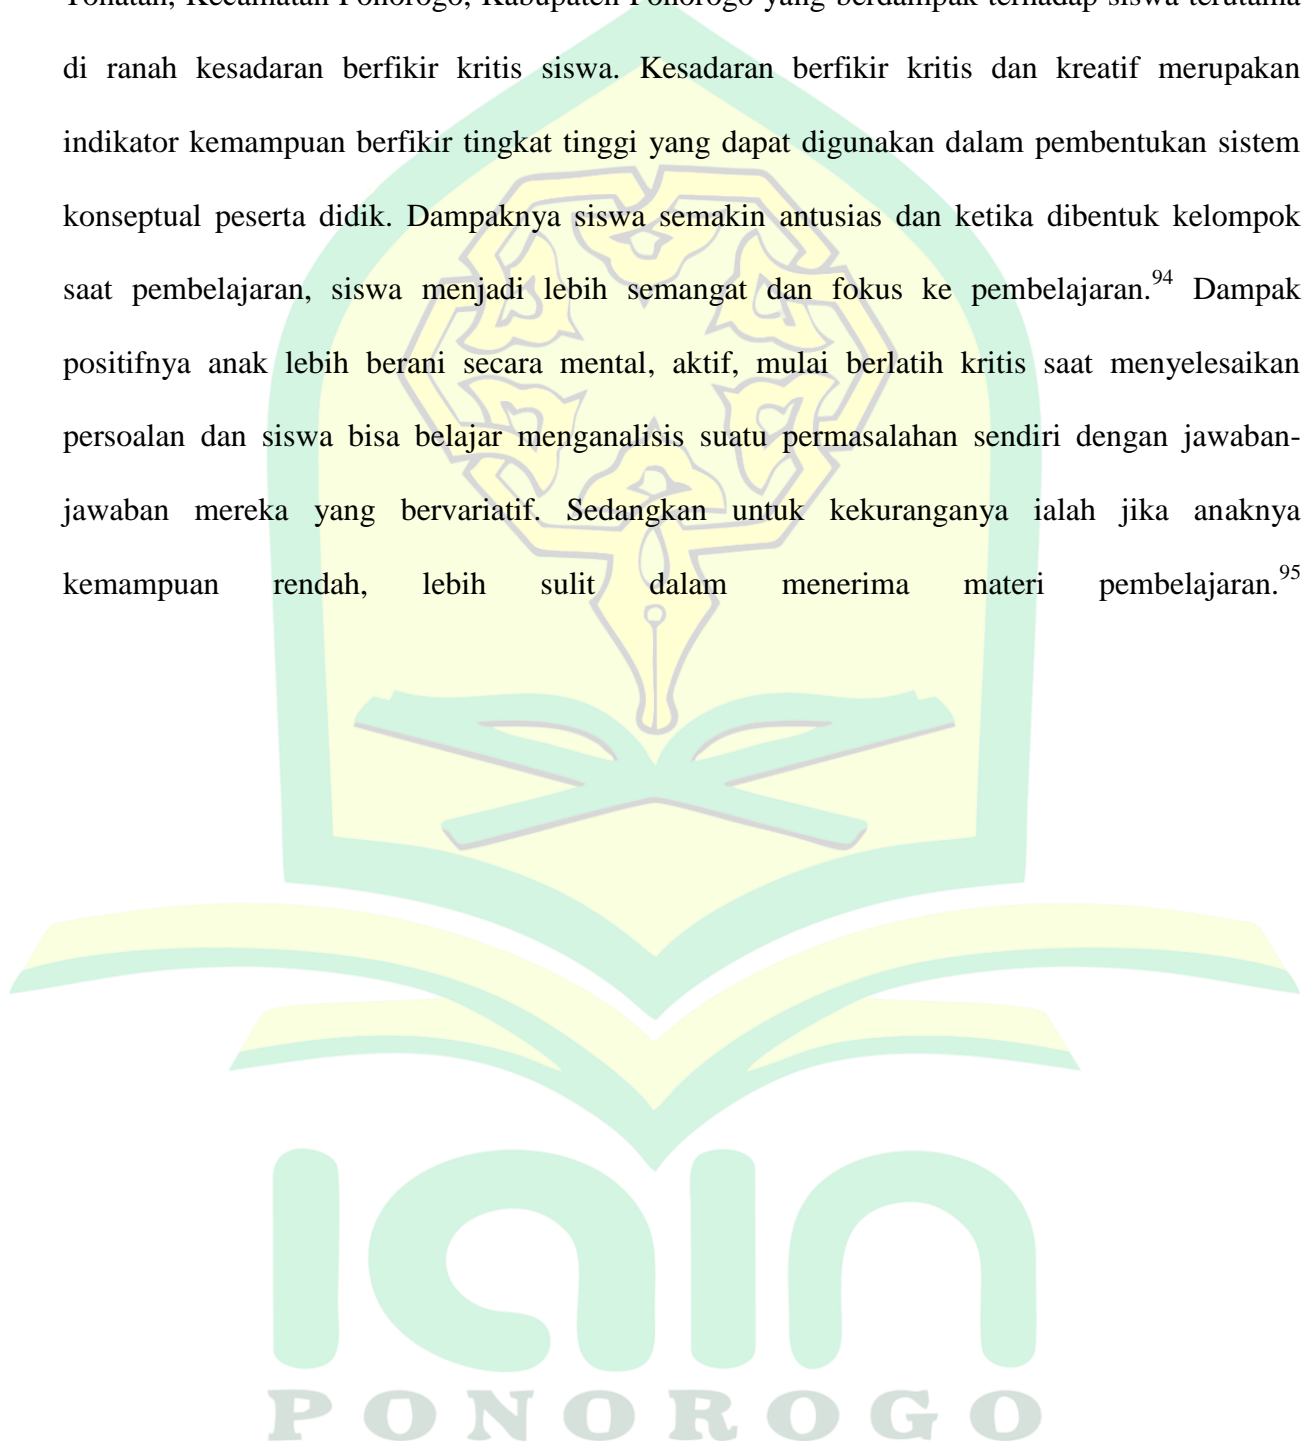 Tonatan, Kecamatan Ponorogo, Kabupaten Ponorogo yang berdampak terhadap siswa terutama
di ranah kesadaran berfikir kritis siswa. Kesadaran berfikir kritis dan kreatif merupakan
indikator kemampuan berfikir tingkat tinggi yang dapat digunakan dalam pembentukan sistem
konseptual peserta didik. Dampaknya siswa semakin antusias dan ketika dibentuk kelompok
saat pembelajaran, siswa menjadi lebih semangat dan fokus ke pembelajaran.94 Dampak
positifnya anak lebih berani secara mental, aktif, mulai berlatih kritis saat menyelesaikan
persoalan dan siswa bisa belajar menganalisis suatu permasalahan sendiri dengan jawaban-
jawaban mereka yang bervariatif. Sedangkan untuk kekuranganya ialah jika anaknya
kemampuan rendah, lebih sulit dalam menerima materi pembelajaran.95
iain
PONOROGO